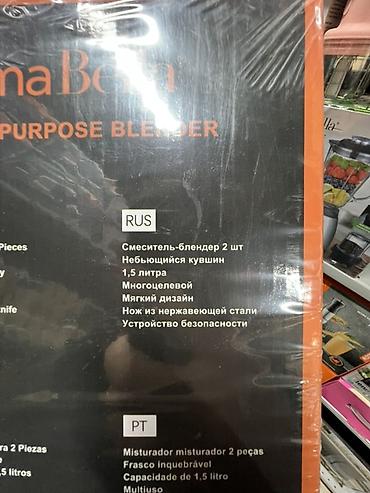 ma Bella
PURPOSE BLENDER
RUS
Pieces
Смеситель-блендер 2 шт
Небьющийся кувшин
1,5 литра
Многоцелевой
Мягкий дизайн
Нож из нержавеющей стали
Устройство безопасности
PT
ra 2 Piezas
,5 litros
Misturador misturador 2 peças
Frasco inquebrável
Capacidade de 1,5 litro
Multiuso
lla